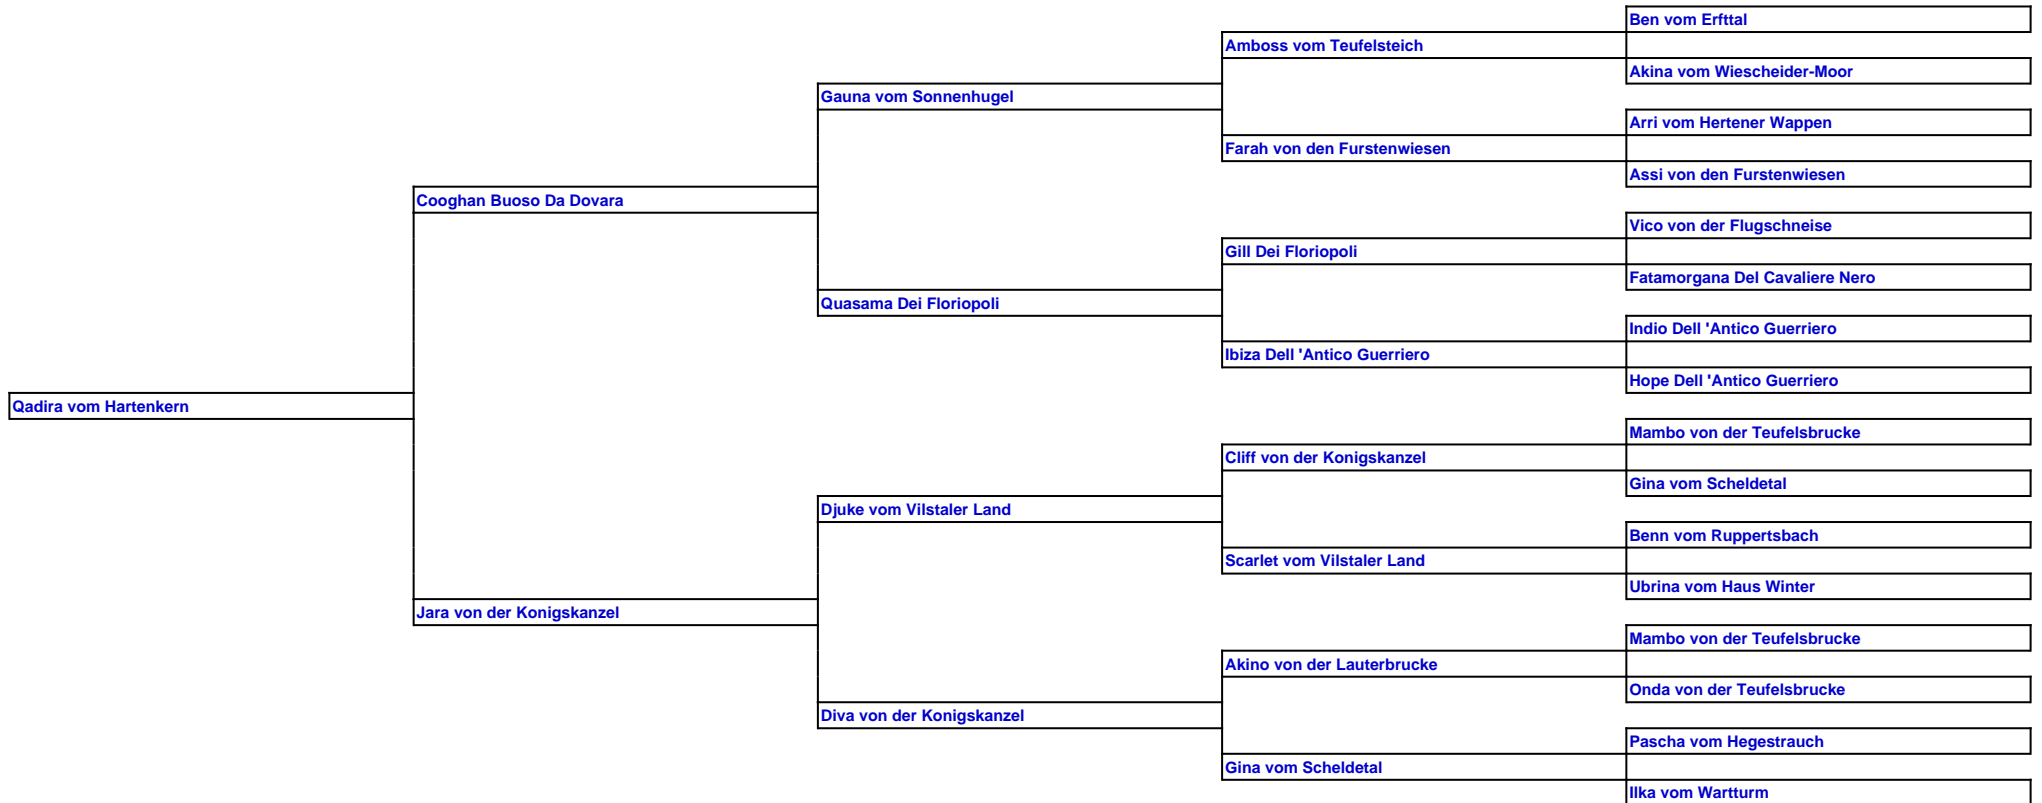 Ben vom Erfttal
Amboss vom Teufelsteich
Akina vom Wiescheider-Moor
Gauna vom Sonnenhugel
Arri vom Hertener Wappen
Farah von den Furstenwiesen
Assi von den Furstenwiesen
Cooghan Buoso Da Dovara
Vico von der Flugschneise
Gill Dei Floriopoli
Fatamorgana Del Cavaliere Nero
Quasama Dei Floriopoli
Indio Dell 'Antico Guerriero
Ibiza Dell 'Antico Guerriero
Hope Dell 'Antico Guerriero
Qadira vom Hartenkern
Mambo von der Teufelsbrucke
Cliff von der Konigskanzel
Gina vom Scheldetal
Djuke vom Vilstaler Land
Benn vom Ruppertsbach
Scarlet vom Vilstaler Land
Ubrina vom Haus Winter
Jara von der Konigskanzel
Mambo von der Teufelsbrucke
Akino von der Lauterbrucke
Onda von der Teufelsbrucke
Diva von der Konigskanzel
Pascha vom Hegestrauch
Gina vom Scheldetal
Ilka vom Wartturm